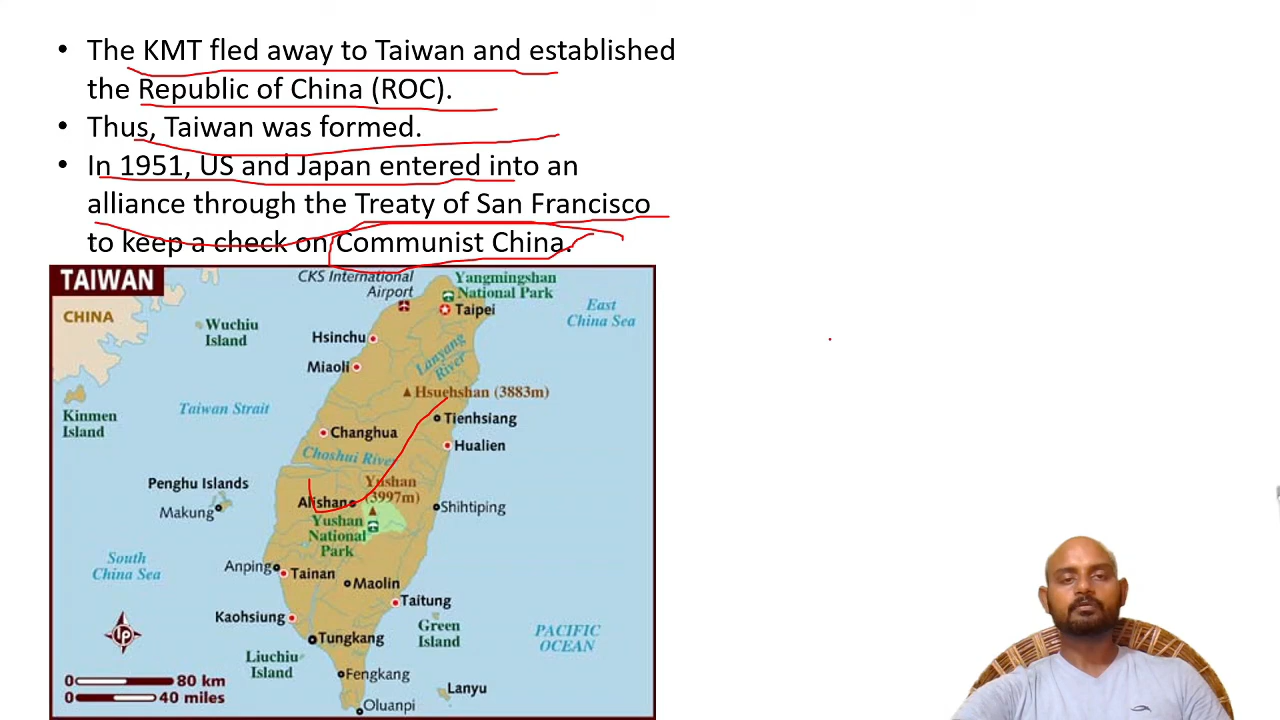 • The KMT fled away to Taiwan and established
the Republic of China (ROC).
• Thus, Taiwan was formed.
• In 1951, US and Japan entered into an
alliance through the Treaty of San Francisco
to keep a check on Communist China.
TAIWAN
CKS International
Airport
Yangmingshan
National Park
Taipei
East
China Sea
CHINA
Wuchiu
Island
Hsinchu
Lanyang
River
Miaoli
Hsuehshan (3883m)
Kinmen
Island
Taiwan Strait
Tienhsiang
Changhua
Hualien
Choshui River
Penghu Islands
Makung
Yushan
(3997m)
Alishan
Shihtiping
Yushan
National
Park
South
China Sea
Anping
Tainan
Maolin
Taitung
Kaohsiung
Green
Island
PACIFIC
OCEAN
Tungkang
Liuchiu
Island
Fengkang
Lanyu
Oluanpi
0 80 km
0 40 miles